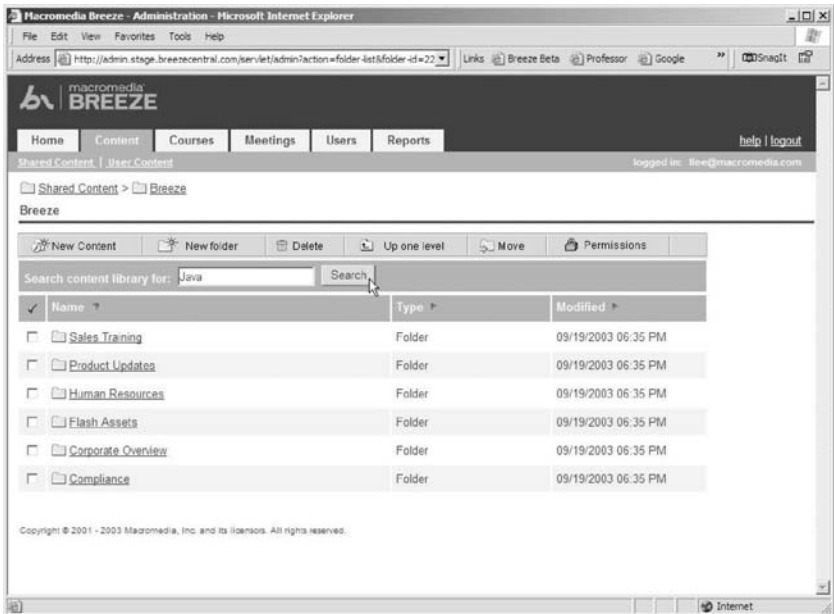 Macromedia Breeze - Administration - Microsoft Internet Explorer
File Edit View Favorites Tools Help
Address http://admin.stage.breezecentral.com/servlet/admin?action=folder-list&folder-id=22 Links Breeze Beta Professor Google » SnagIt
macromedia
BREEZE
Home Content Courses Meetings Users Reports help | logout
Shared Content | User Content logged in: llee@macromedia.com
Shared Content > Breeze
Breeze
New Content New folder Delete Up one level Move Permissions
Search content library for: Java Search
Name Type Modified
Sales Training Folder 09/19/2003 06:35 PM
Product Updates Folder 09/19/2003 06:35 PM
Human Resources Folder 09/19/2003 06:35 PM
Flash Assets Folder 09/19/2003 06:35 PM
Corporate Overview Folder 09/19/2003 06:35 PM
Compliance Folder 09/19/2003 06:35 PM
Copyright © 2001 - 2003 Macromedia, Inc. and its licensors. All rights reserved.
Internet